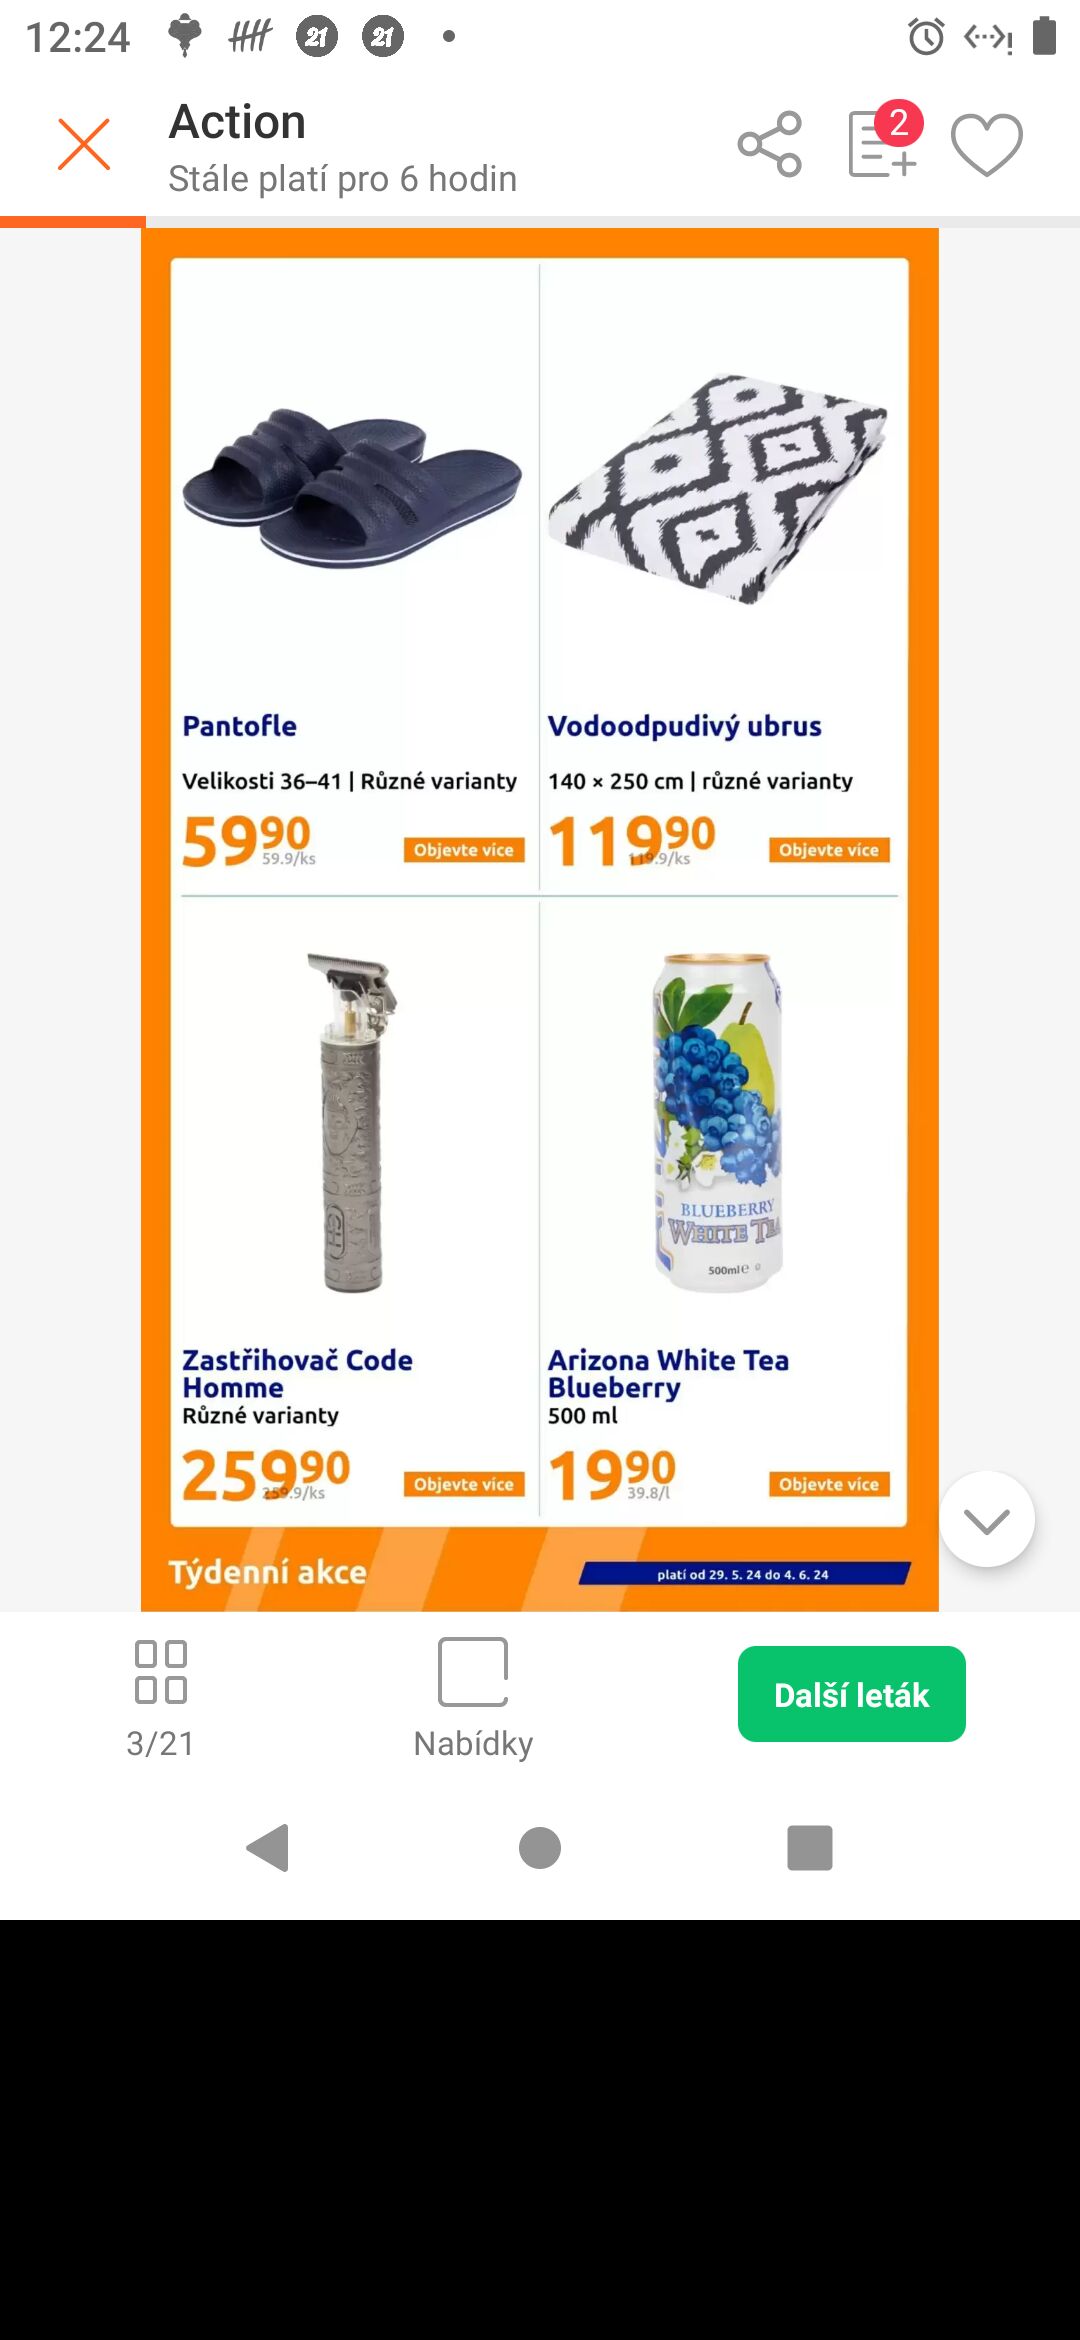 12:24
21 21
Action
Stále platí pro 6 hodin
2
Pantofle
Velikosti 36–41 | Různé varianty
59 90
59.9/ks
Objevte více
Vodoodpudivý ubrus
140 × 250 cm | různé varianty
119 90
119.9/ks
Objevte více
BLUEBERRY
WHITE TEA
500ml e
Zastřihovač Code
Homme
Různé varianty
259 90
259.9/ks
Objevte více
Arizona White Tea
Blueberry
500 ml
19 90
39.8/l
Objevte více
Týdenní akce
platí od 29. 5. 24 do 4. 6. 24
3/21
Nabídky
Další leták